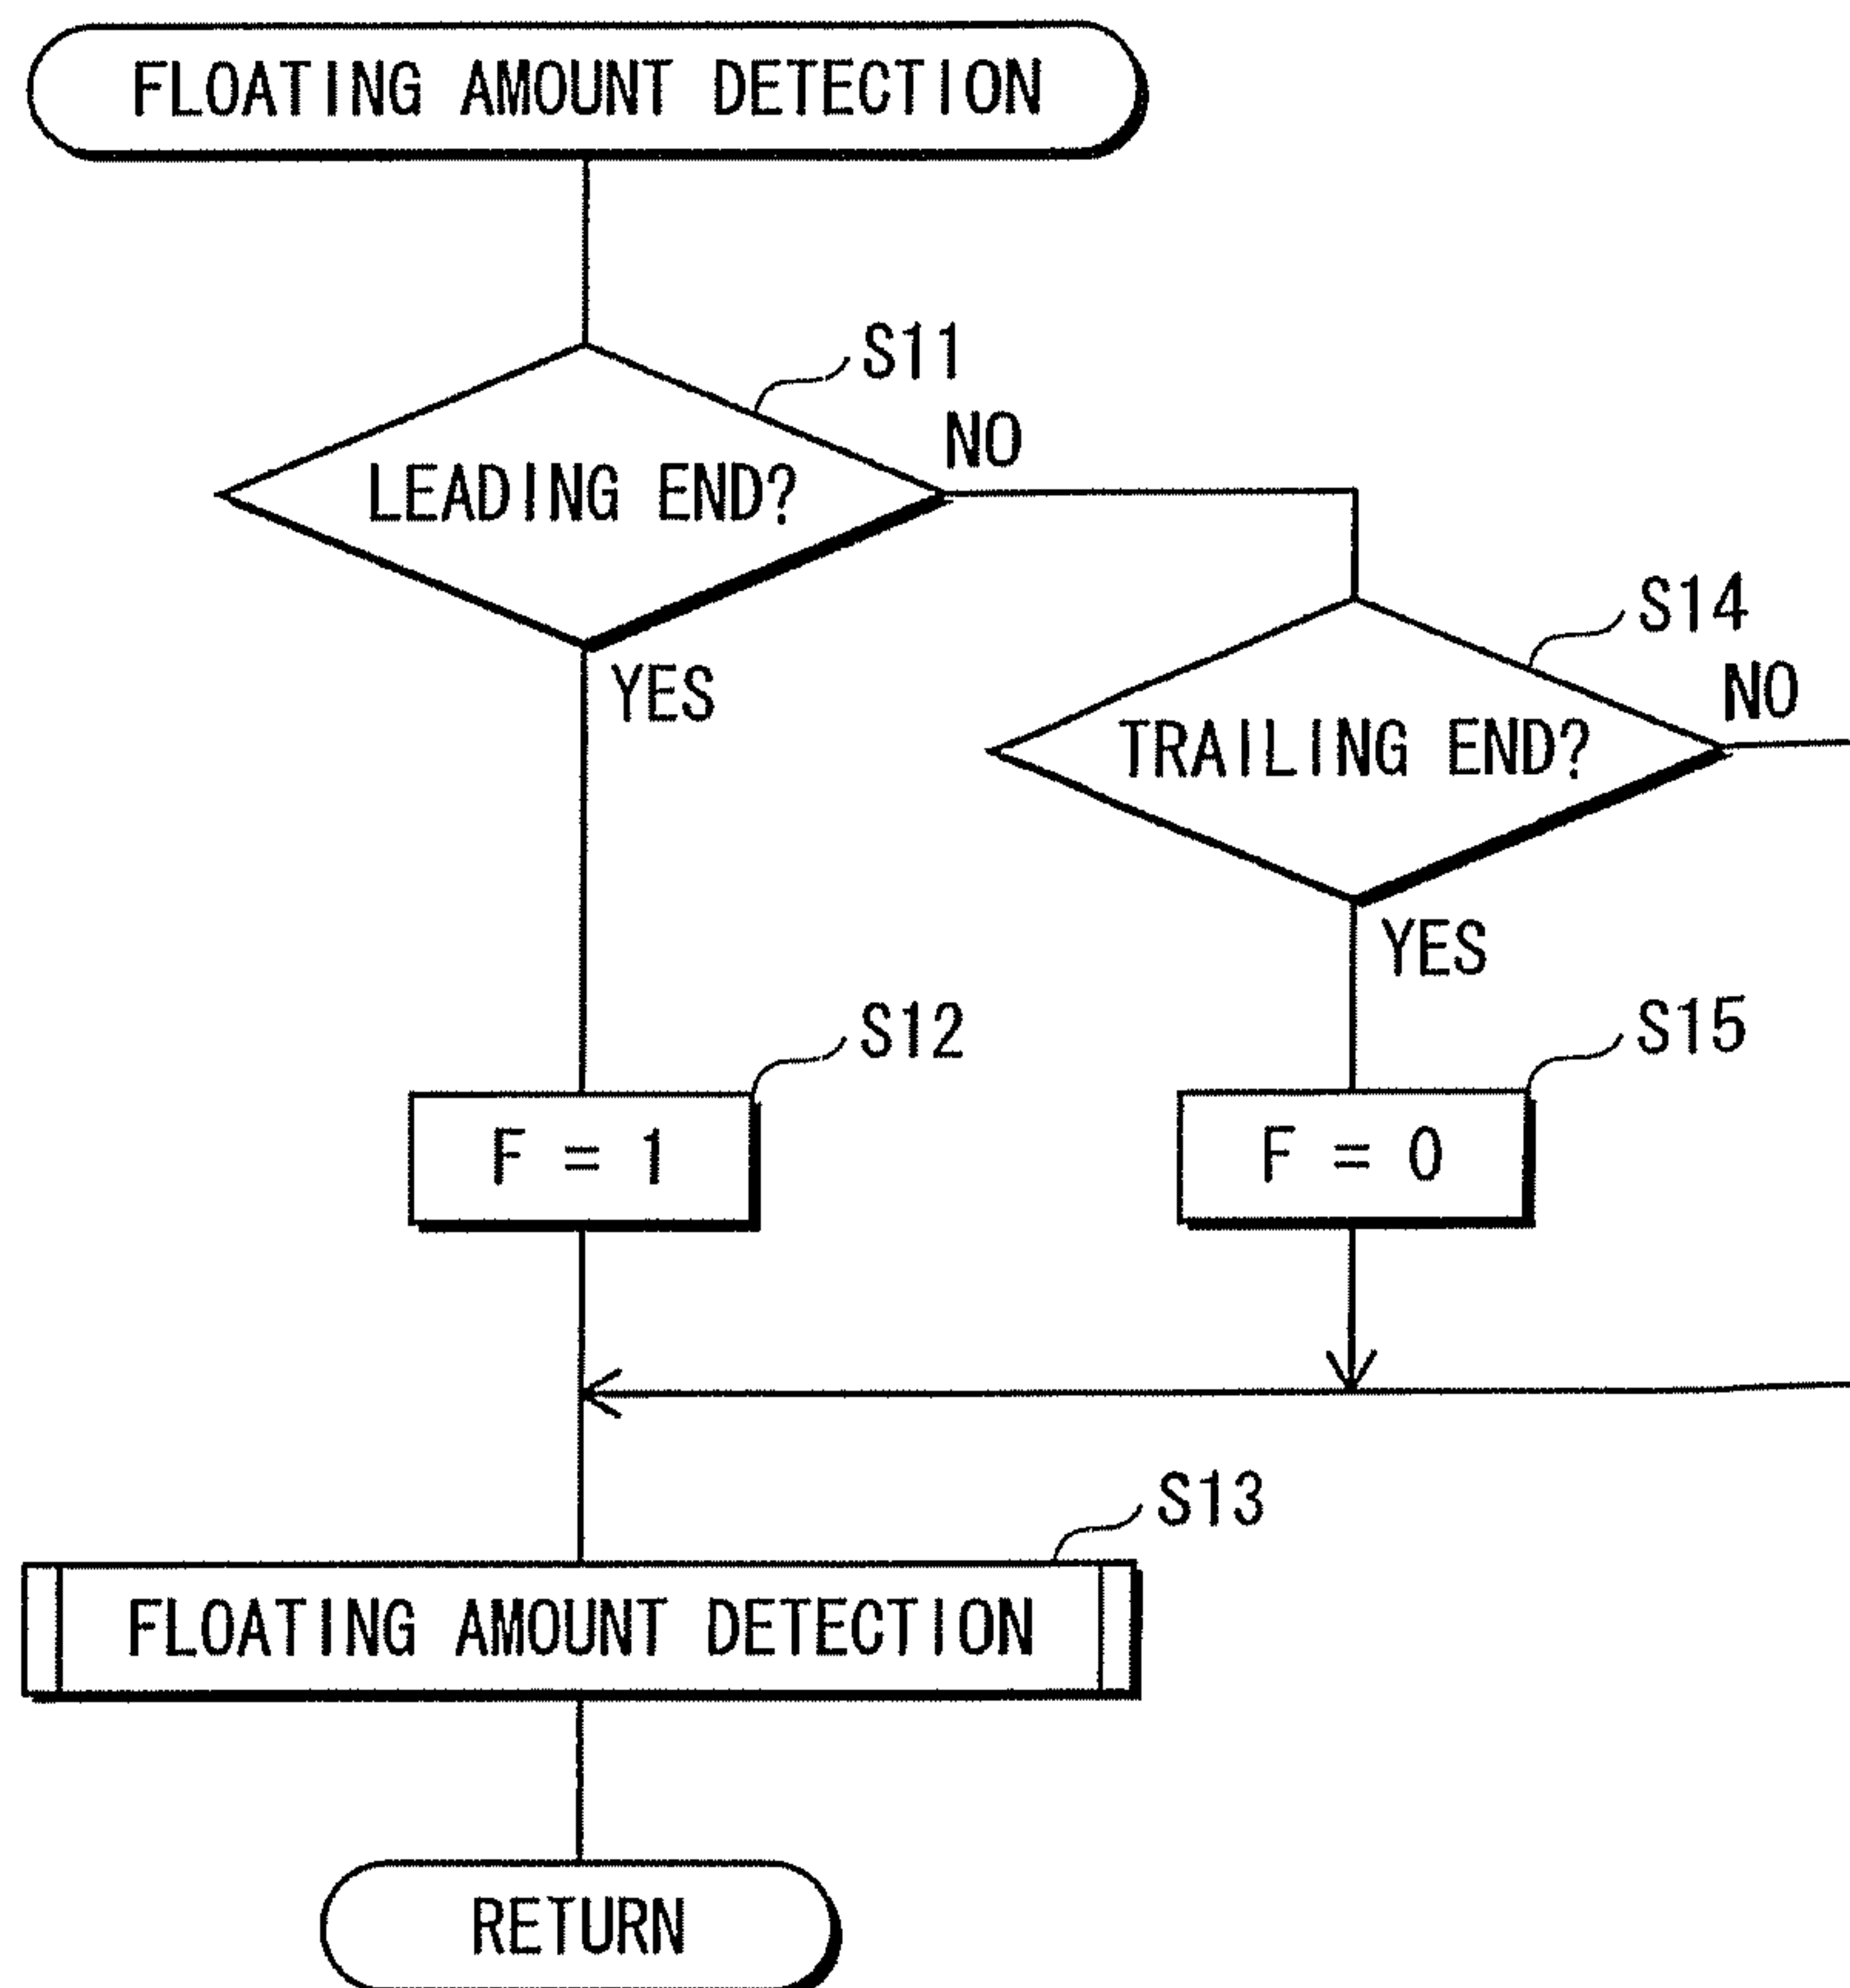 FLOATING AMOUNT DETECTION
S11
NO
LEADING END?
YES
S14
NO
TRAILING END?
YES
S12
F = 1
S15
F = 0
S13
FLOATING AMOUNT DETECTION
RETURN